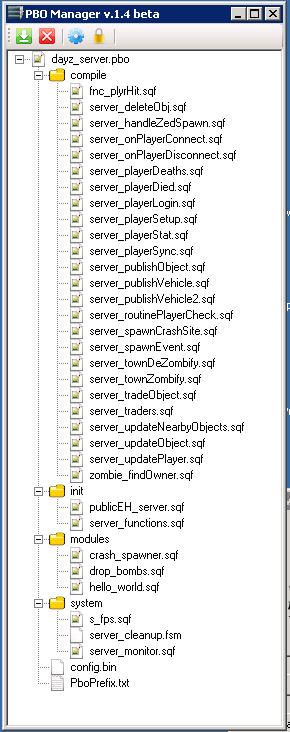 PBO Manager v.1.4 beta
dayz_server.pbo
compile
fnc_plyrHit.sqf
server_deleteObj.sqf
server_handleZedSpawn.sqf
server_onPlayerConnect.sqf
server_onPlayerDisconnect.sqf
server_playerDeaths.sqf
server_playerDied.sqf
server_playerLogin.sqf
server_playerSetup.sqf
server_playerStat.sqf
server_playerSync.sqf
server_publishObject.sqf
server_publishVehicle.sqf
server_publishVehicle2.sqf
server_routinePlayerCheck.sqf
server_spawnCrashSite.sqf
server_spawnEvent.sqf
server_townDeZombify.sqf
server_townZombify.sqf
server_tradeObject.sqf
server_traders.sqf
server_updateNearbyObjects.sqf
server_updateObject.sqf
server_updatePlayer.sqf
zombie_findOwner.sqf
init
publicEH_server.sqf
server_functions.sqf
modules
crash_spawner.sqf
drop_bombs.sqf
hello_world.sqf
system
s_fps.sqf
server_cleanup.fsm
server_monitor.sqf
config.bin
PboPrefix.txt